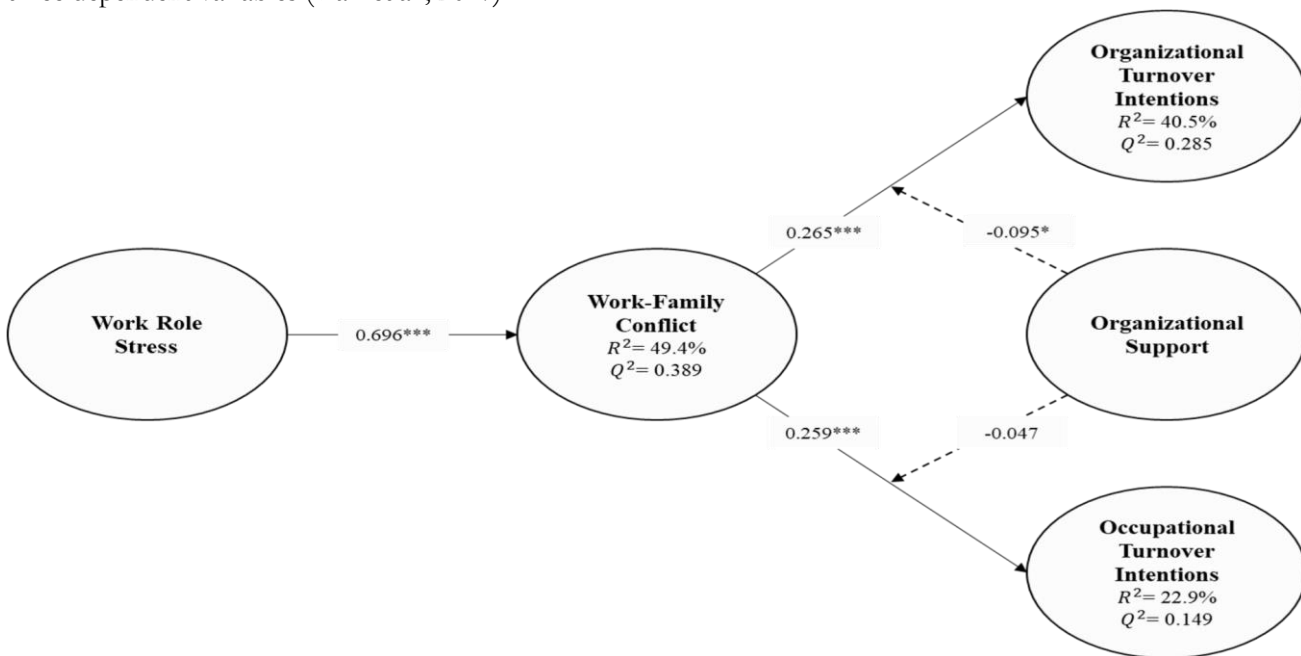 Organizational
Turnover
Intentions
R²= 40.5%
Q²= 0.285
0.265***
-0.095*
Work Role
Stress
0.696***
Work-Family
Conflict
R²= 49.4%
Q²= 0.389
Organizational
Support
0.259***
-0.047
Occupational
Turnover
Intentions
R²= 22.9%
Q²= 0.149